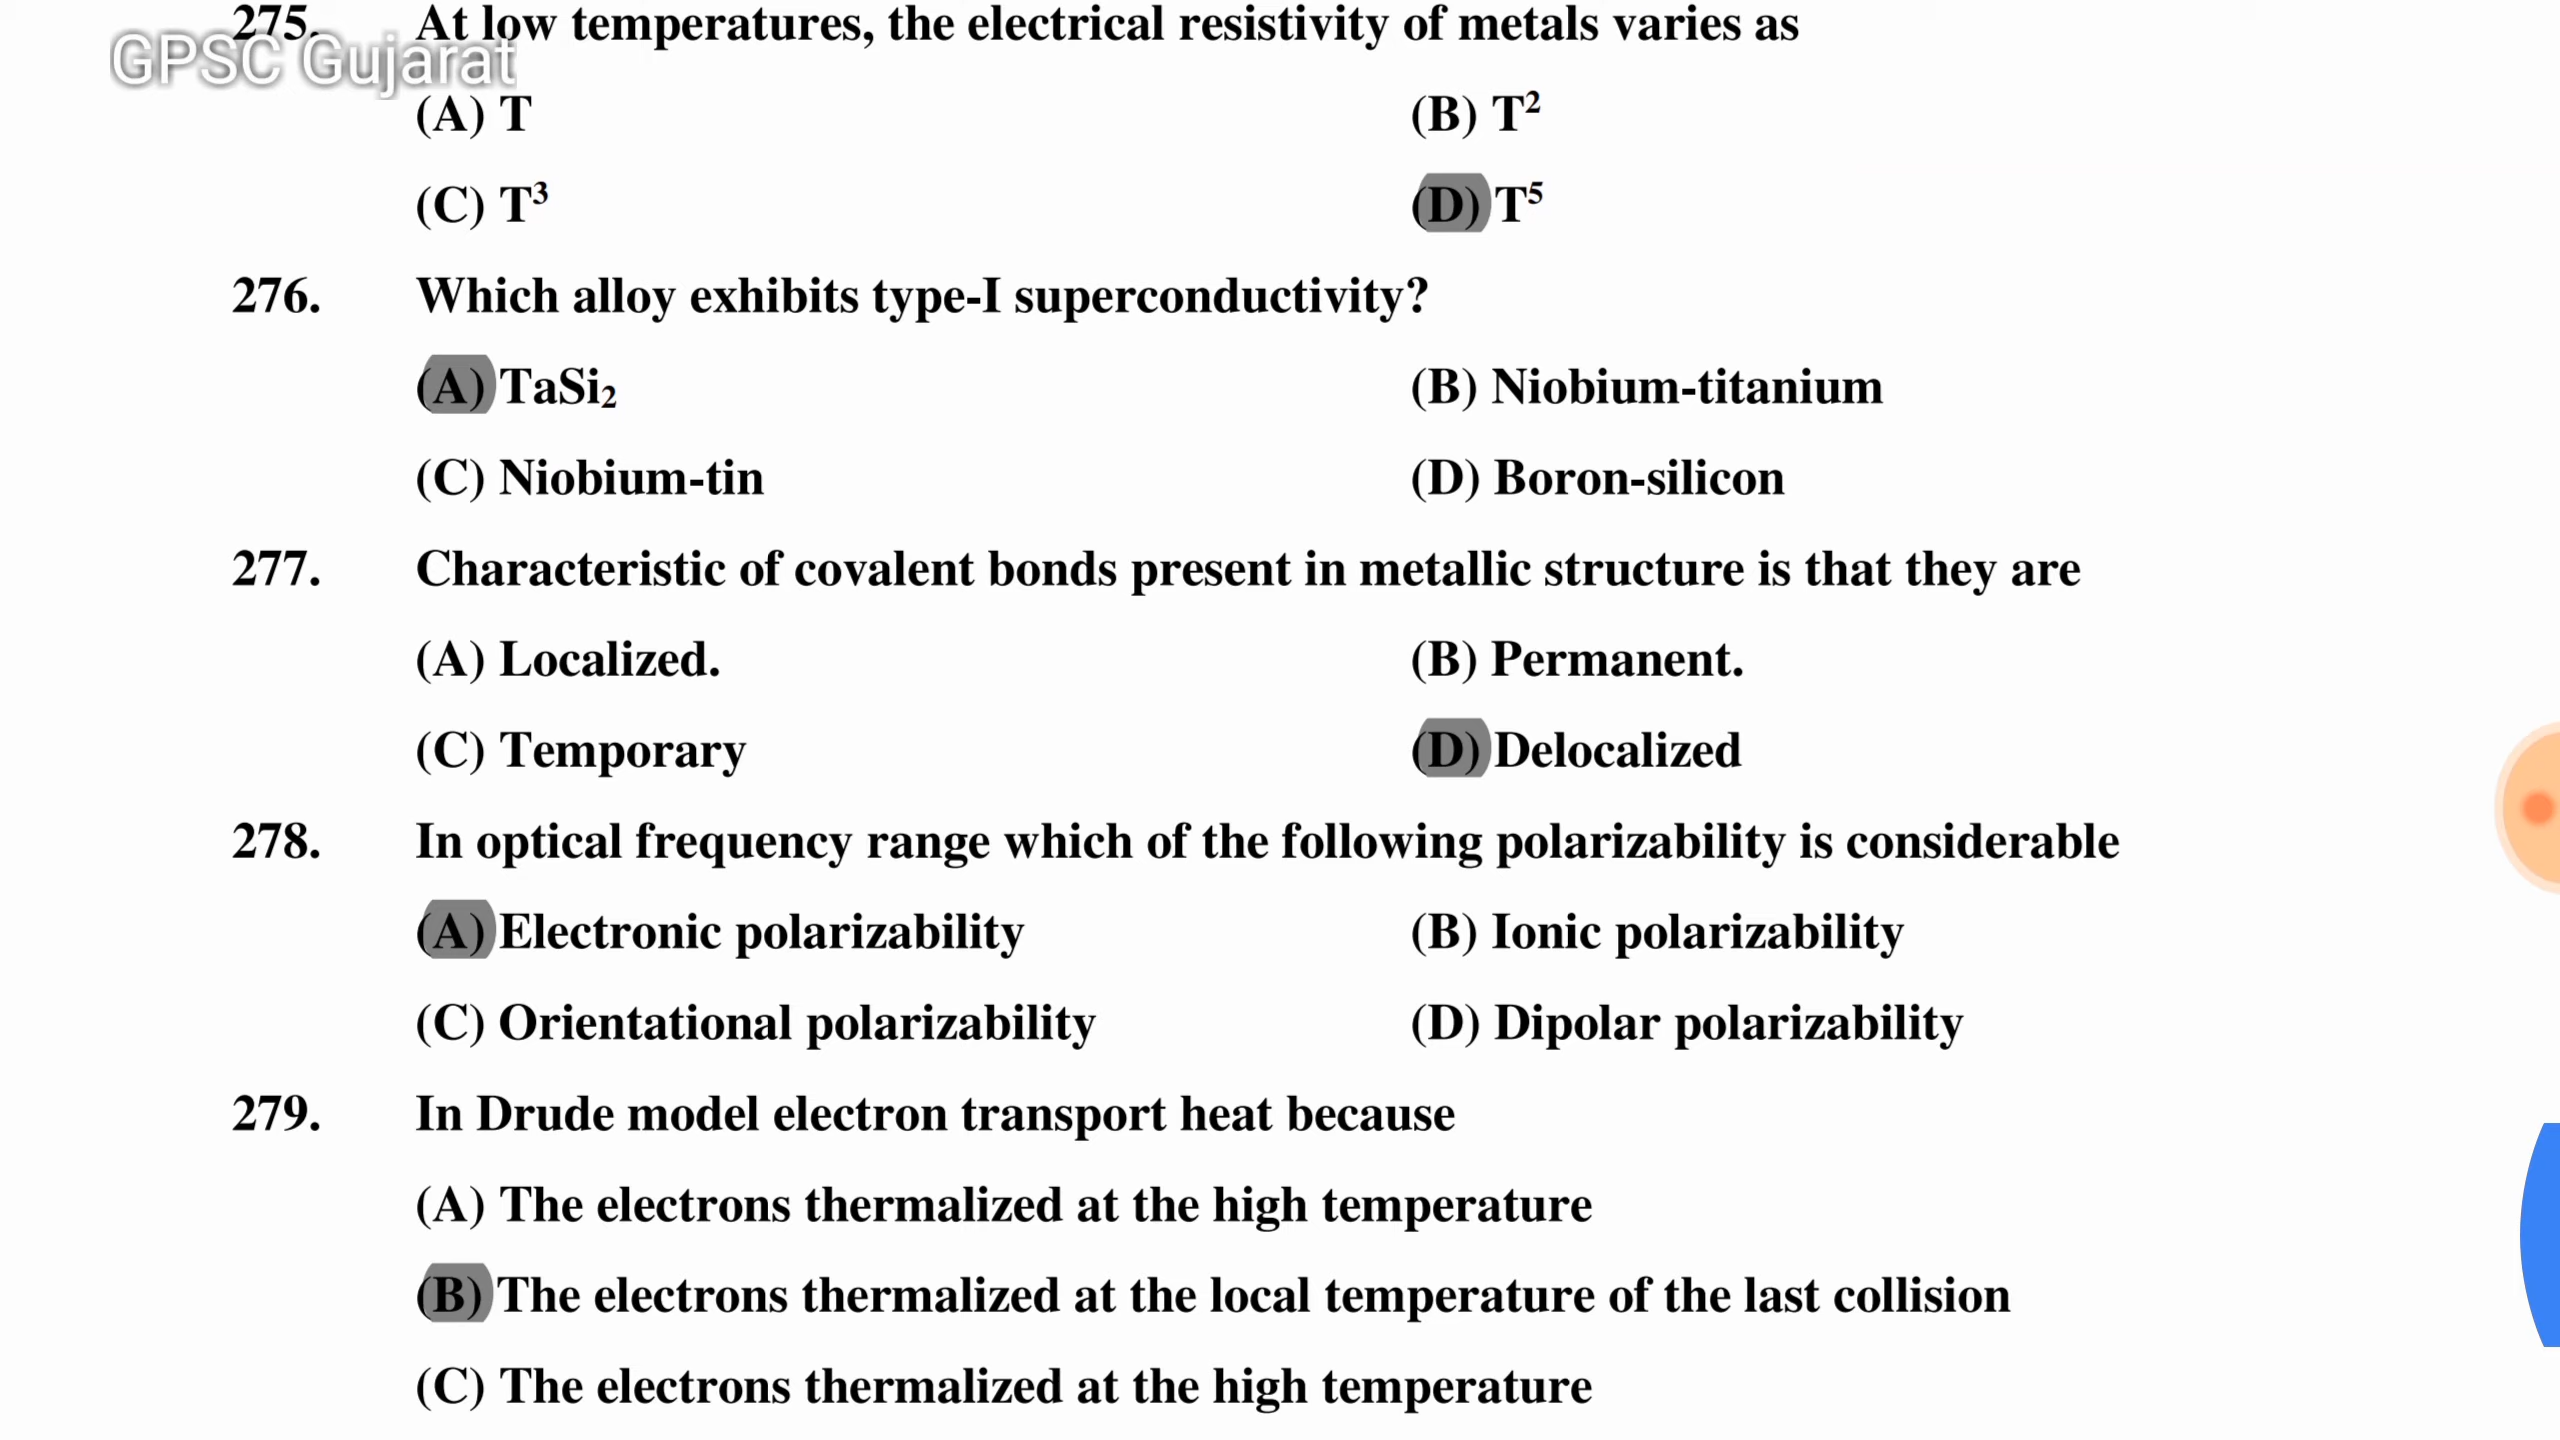 275. At low temperatures, the electrical resistivity of metals varies as
GPSC Gujarat
(A) T (B) T²
(C) T³ (D) T⁵
276. Which alloy exhibits type-I superconductivity?
(A) TaSi₂ (B) Niobium-titanium
(C) Niobium-tin (D) Boron-silicon
277. Characteristic of covalent bonds present in metallic structure is that they are
(A) Localized. (B) Permanent.
(C) Temporary (D) Delocalized
278. In optical frequency range which of the following polarizability is considerable
(A) Electronic polarizability (B) Ionic polarizability
(C) Orientational polarizability (D) Dipolar polarizability
279. In Drude model electron transport heat because
(A) The electrons thermalized at the high temperature
(B) The electrons thermalized at the local temperature of the last collision
(C) The electrons thermalized at the high temperature